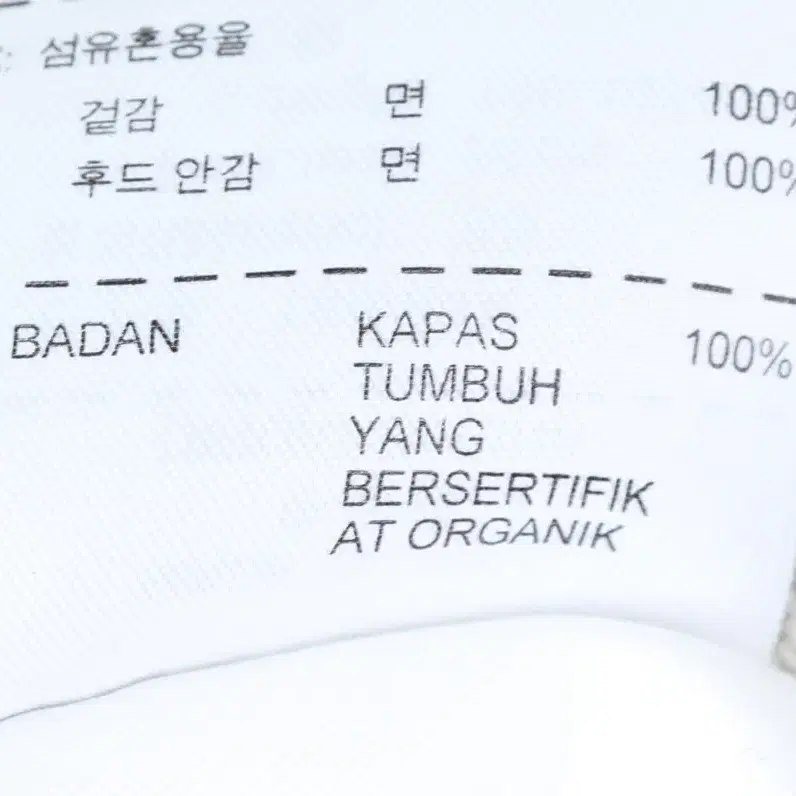 섬유혼용율
겉감 면 100%
후드 안감 면 100%
BADAN KAPAS 100%
TUMBUH
YANG
BERSERTIFIK
AT ORGANIK